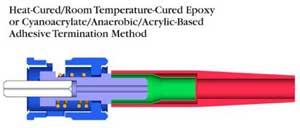 Heat-Cured/Room Temperature-Cured Epoxy
or Cyanoacrylate/Anaerobic/Acrylic-Based
Adhesive Termination Method